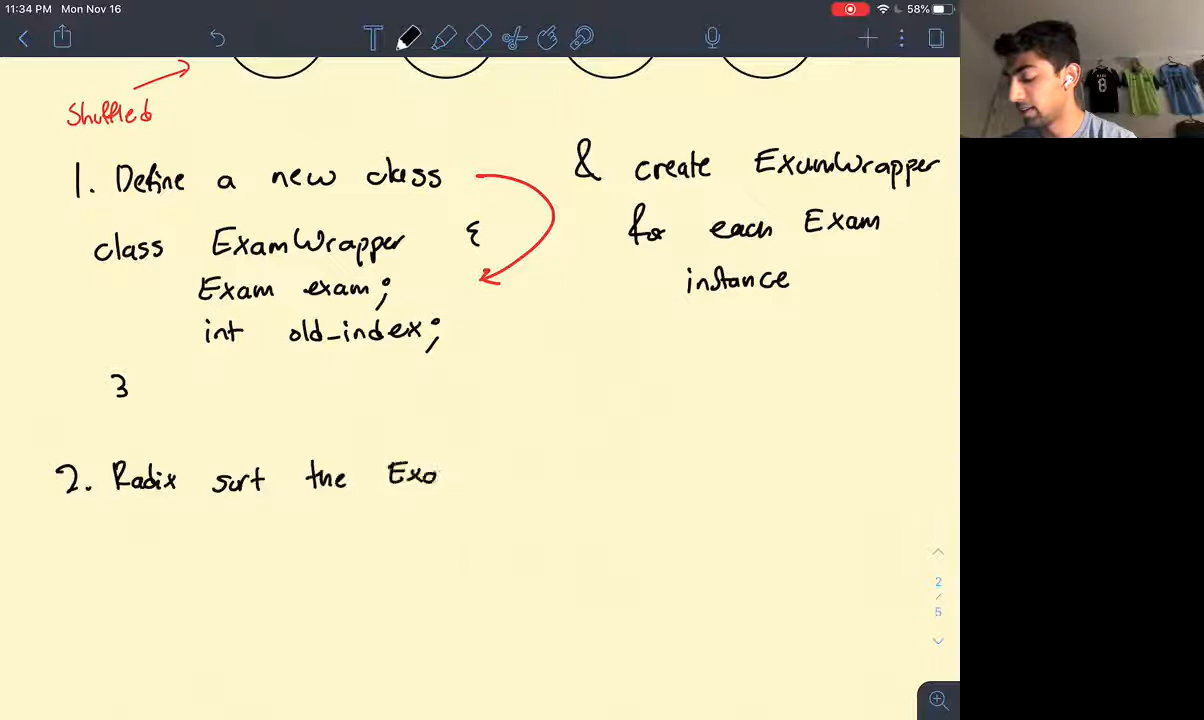 11:34 PM Mon Nov 16
58%
Shuffled
1. Define a new class
& create ExamWrapper
for each Exam
instance
class ExamWrapper {
Exam exam;
int old_index;
}
2. Radix sort the Exa
2
/
5
8